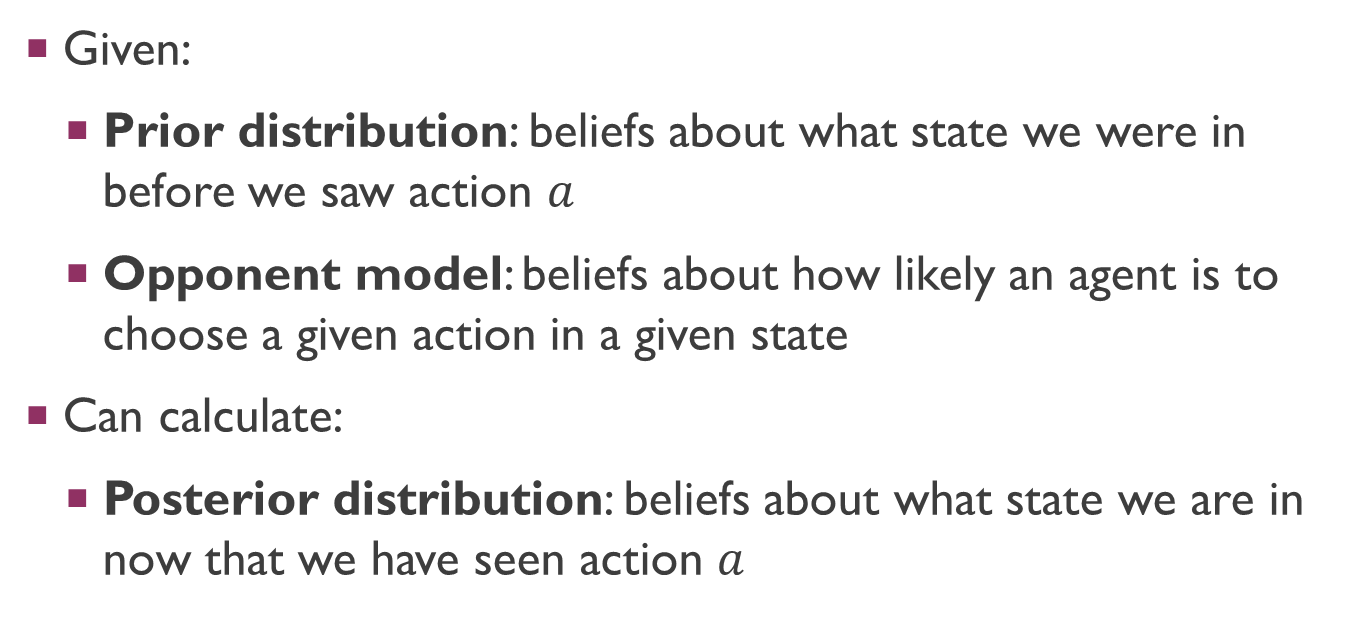 Given:
Prior distribution: beliefs about what state we were in
before we saw action a
Opponent model: beliefs about how likely an agent is to
choose a given action in a given state
Can calculate:
Posterior distribution: beliefs about what state we are in
now that we have seen action a